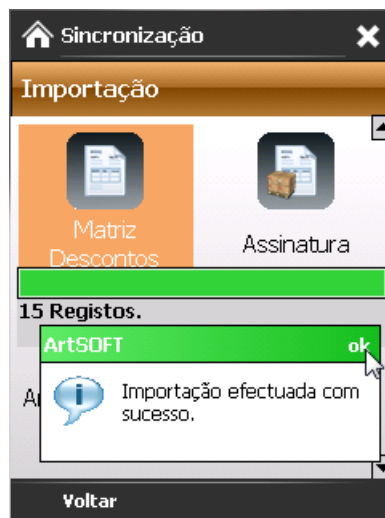 Sincronização
Importação
Matriz
Descontos
Assinatura
15 Registos.
ArtSOFT ok
Importação efectuada com
sucesso.
Voltar